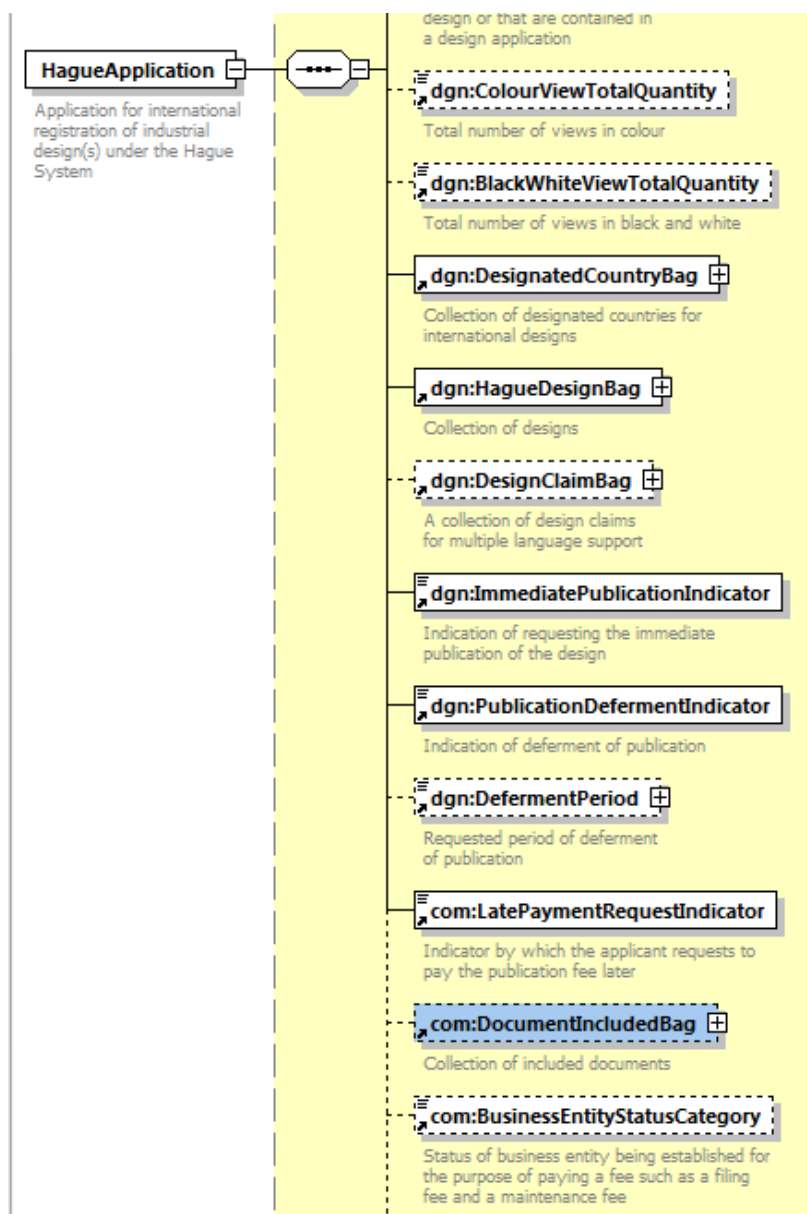 design or that are contained in
a design application
HagueApplication
Application for international
registration of industrial
design(s) under the Hague
System
dgn:ColourViewTotalQuantity
Total number of views in colour
dgn:BlackWhiteViewTotalQuantity
Total number of views in black and white
dgn:DesignatedCountryBag
Collection of designated countries for
international designs
dgn:HagueDesignBag
Collection of designs
dgn:DesignClaimBag
A collection of design claims
for multiple language support
dgn:ImmediatePublicationIndicator
Indication of requesting the immediate
publication of the design
dgn:PublicationDefermentIndicator
Indication of deferment of publication
dgn:DefermentPeriod
Requested period of deferment
of publication
com:LatePaymentRequestIndicator
Indicator by which the applicant requests to
pay the publication fee later
com:DocumentIncludedBag
Collection of included documents
com:BusinessEntityStatusCategory
Status of business entity being established for
the purpose of paying a fee such as a filing
fee and a maintenance fee